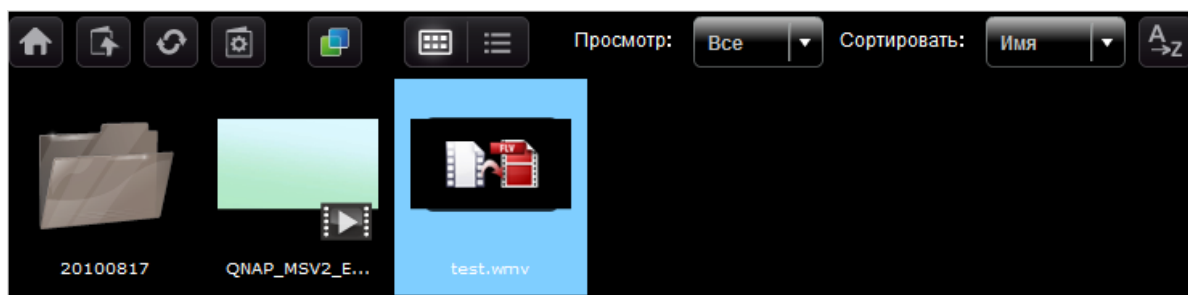 Просмотр: Все Сортировать: Имя A→Z
FLV
20100817 QNAP_MSV2_E... test.wmv